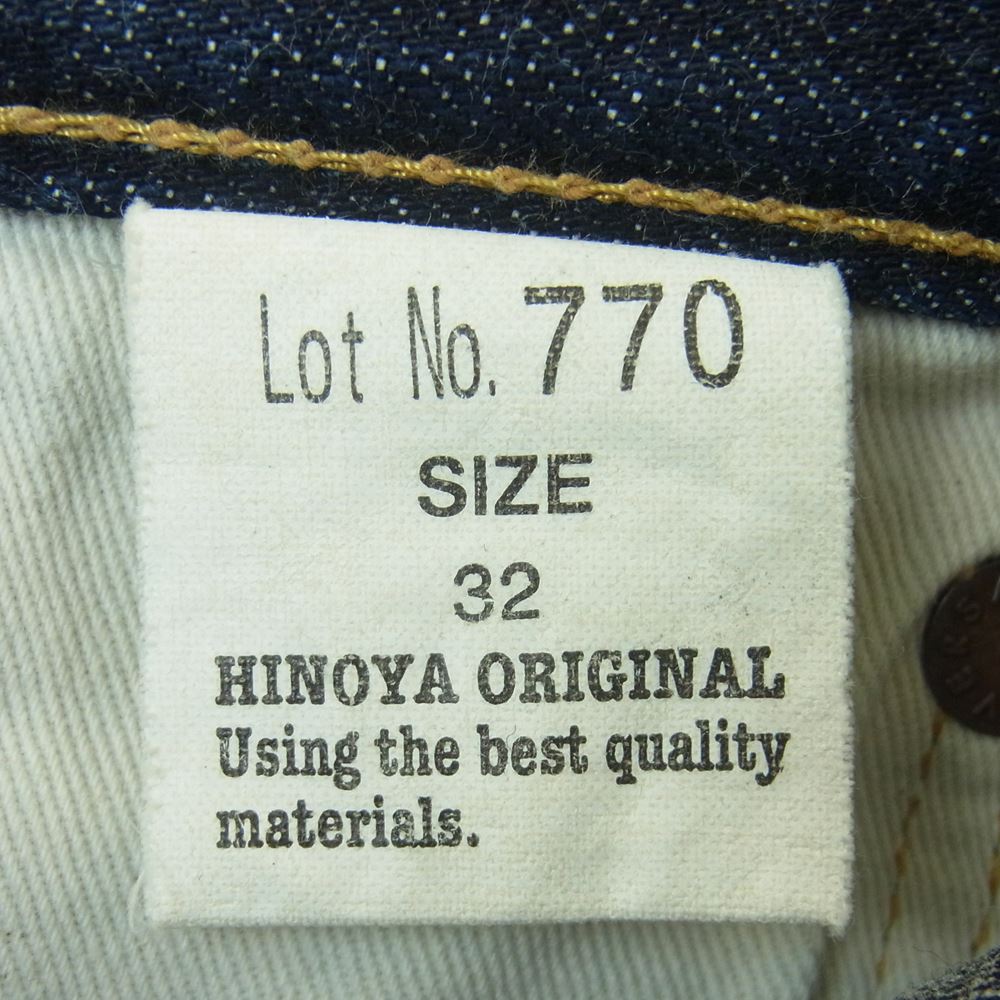 Lot No. 770
SIZE
32
HINOYA ORIGINAL
Using the best quality
materials.